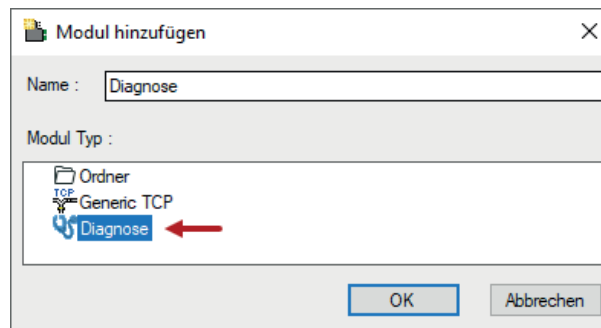 Modul hinzufügen
Name : Diagnose
Modul Typ :
Ordner
TCP
Generic TCP
Diagnose
OK Abbrechen